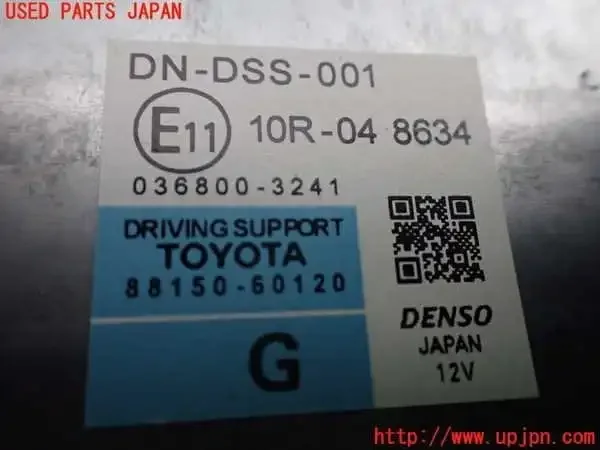 USED PARTS JAPAN
DN-DSS-001
E11 10R-04 8634
036800-3241
DRIVING SUPPORT
TOYOTA
88150-60120
G
DENSO
JAPAN
12V
http://www.upjpn.com/